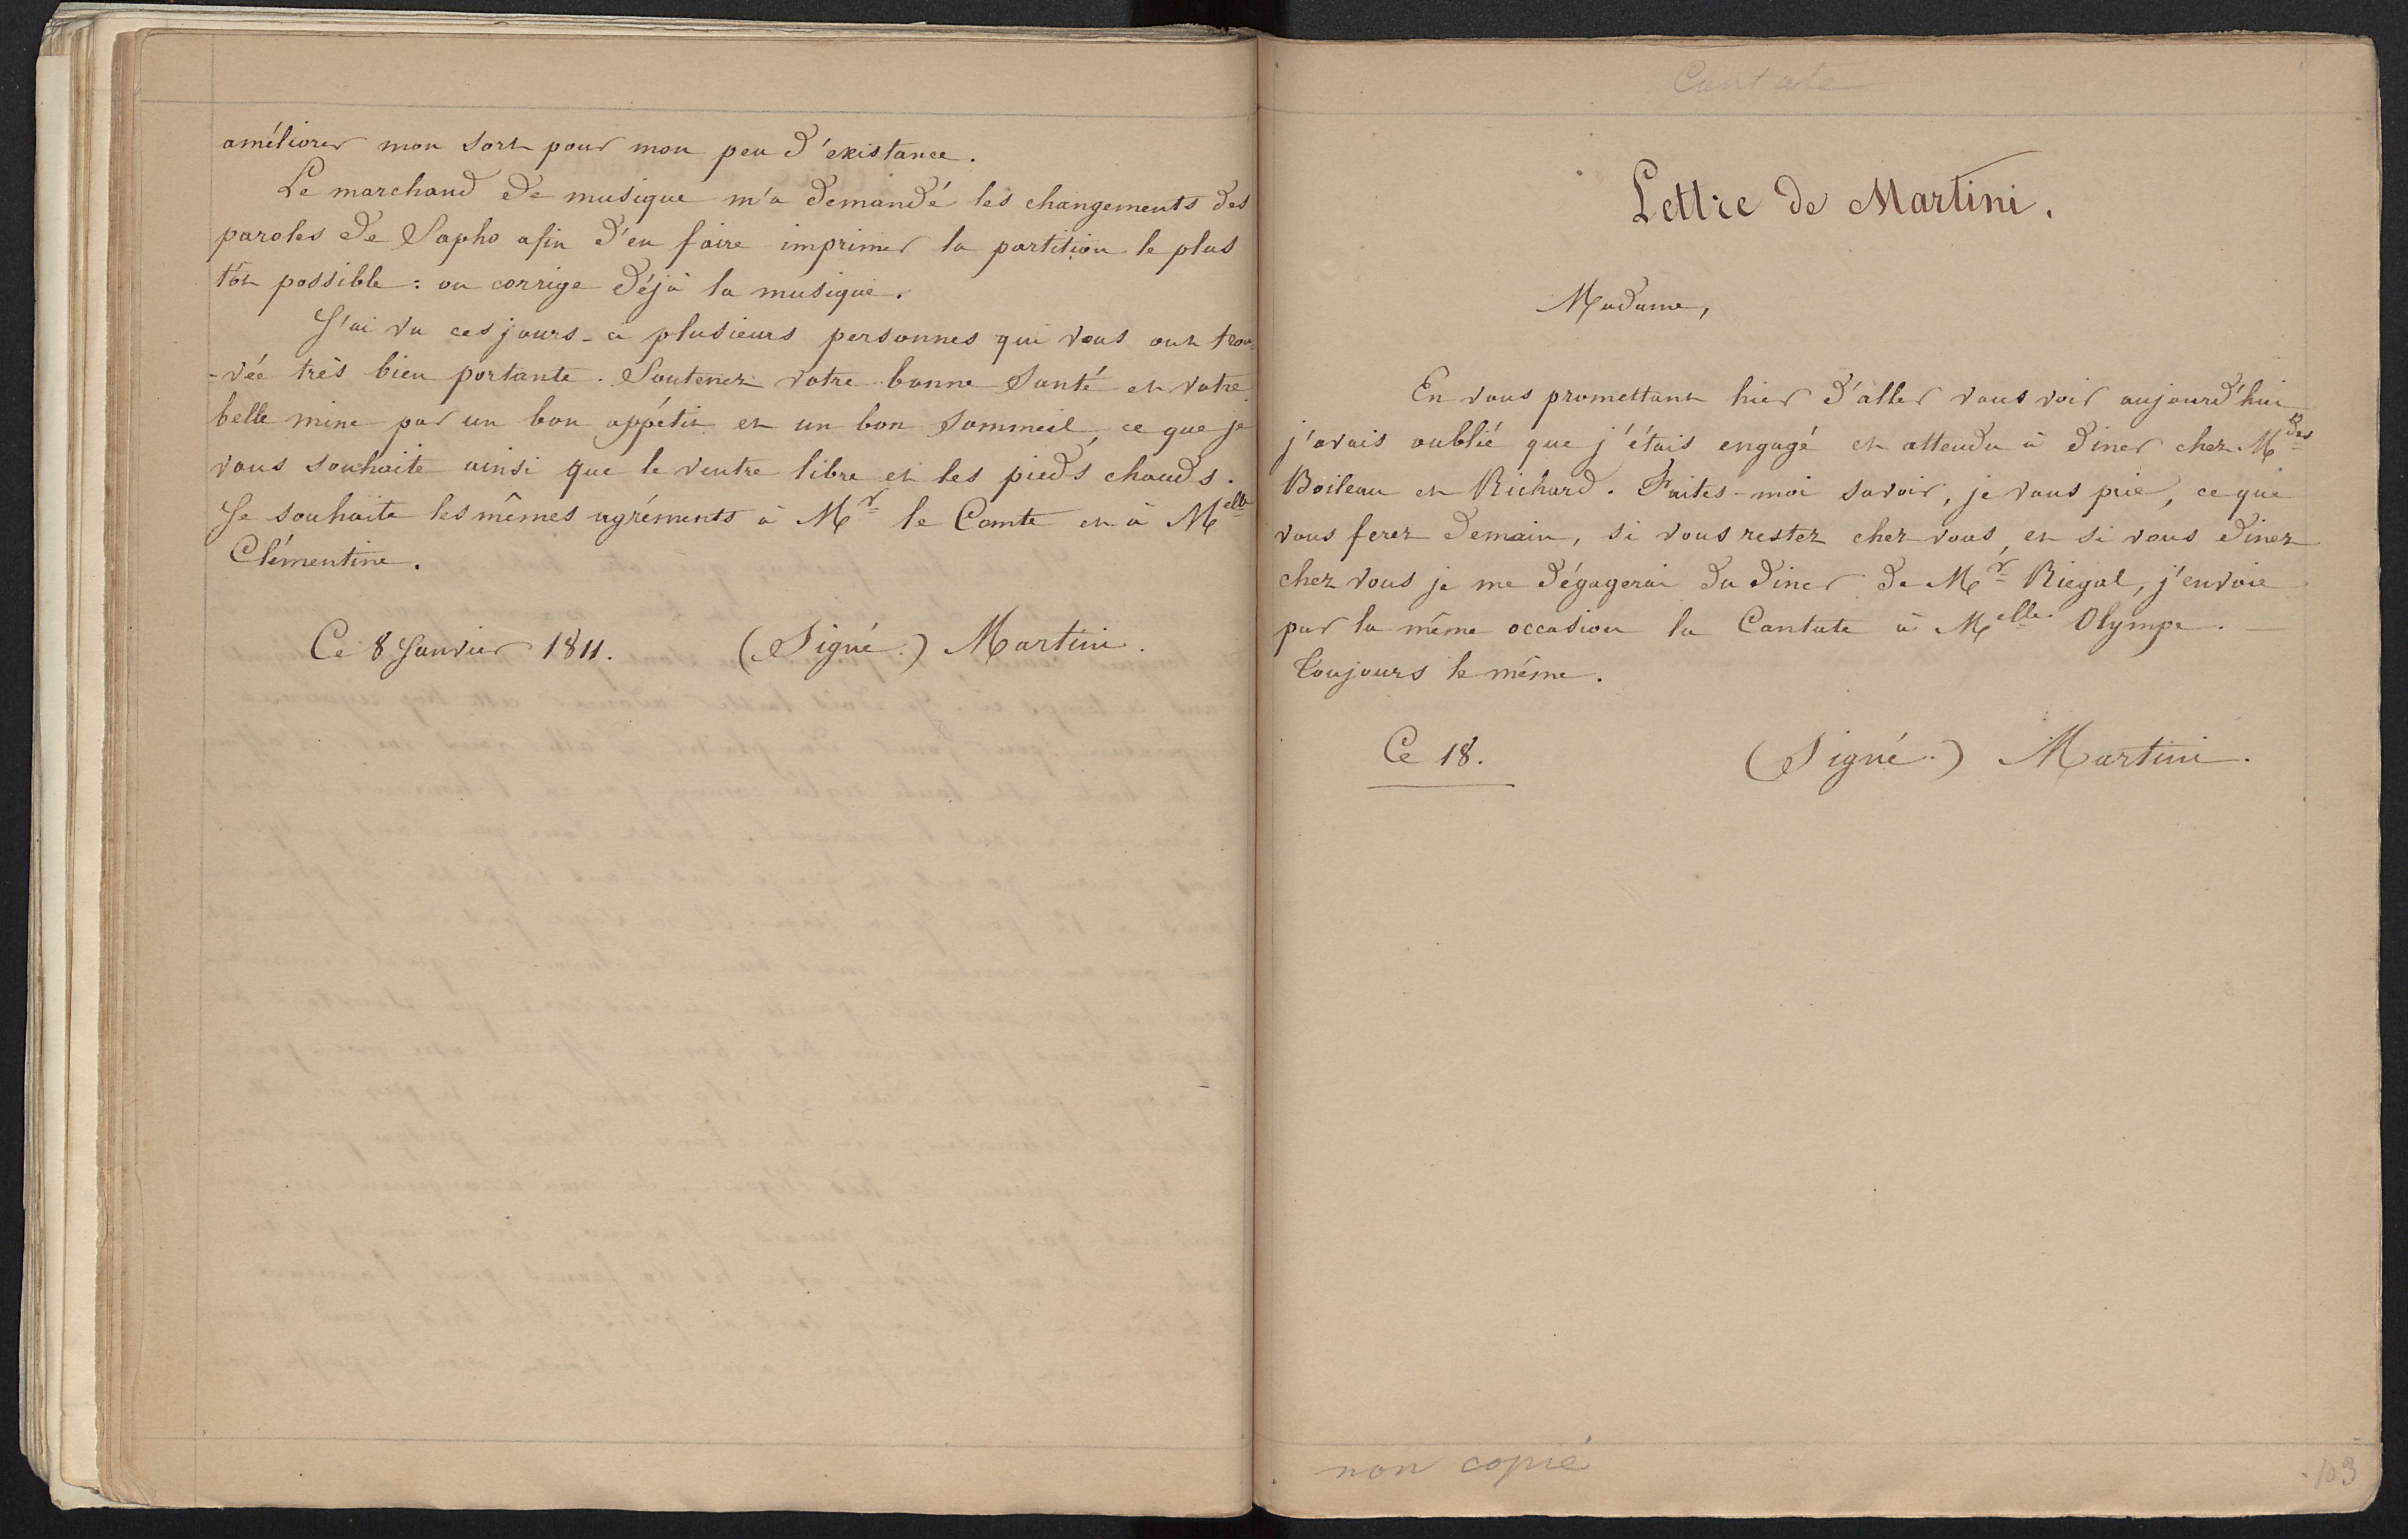 améliorer mon sort pour mon peu d'existance.
Le marchand de musique m'a demandé les changements des
paroles de Sapho afin d'en faire imprimer la partition le plus
tôt possible : on corrige déjà la musique.
J'ai vu ces jours-ci plusieurs personnes qui vous ont trou-
-vée très bien portante. Soutenez votre bonne santé et votre
belle mine par un bon appétit et un bon sommeil, ce que je
vous souhaite ainsi que le ventre libre et les pieds chauds.
Je souhaite les mêmes agréments à Mr le Comte et à Melle
Clémentine.
Ce 8 Janvier 1811. (Signé.) Martini.
Cantate
Lettre de Martini.
Madame,
En vous promettant hier d'aller vous voir aujourd'hui
j'avais oublié que j'étais engagé et attendu à diner chez Mdes
Boileau et Richard. Faites-moi savoir, je vous prie, ce que
vous ferez demain, si vous restez chez vous, et si vous dinez
chez vous je me dégagerai du diner de Mr Riegal, j'envoie
par la même occasion la Cantate à Melle Olympe. —
Toujours le même.
Ce 18. (Signé.) Martini.
non copié
103